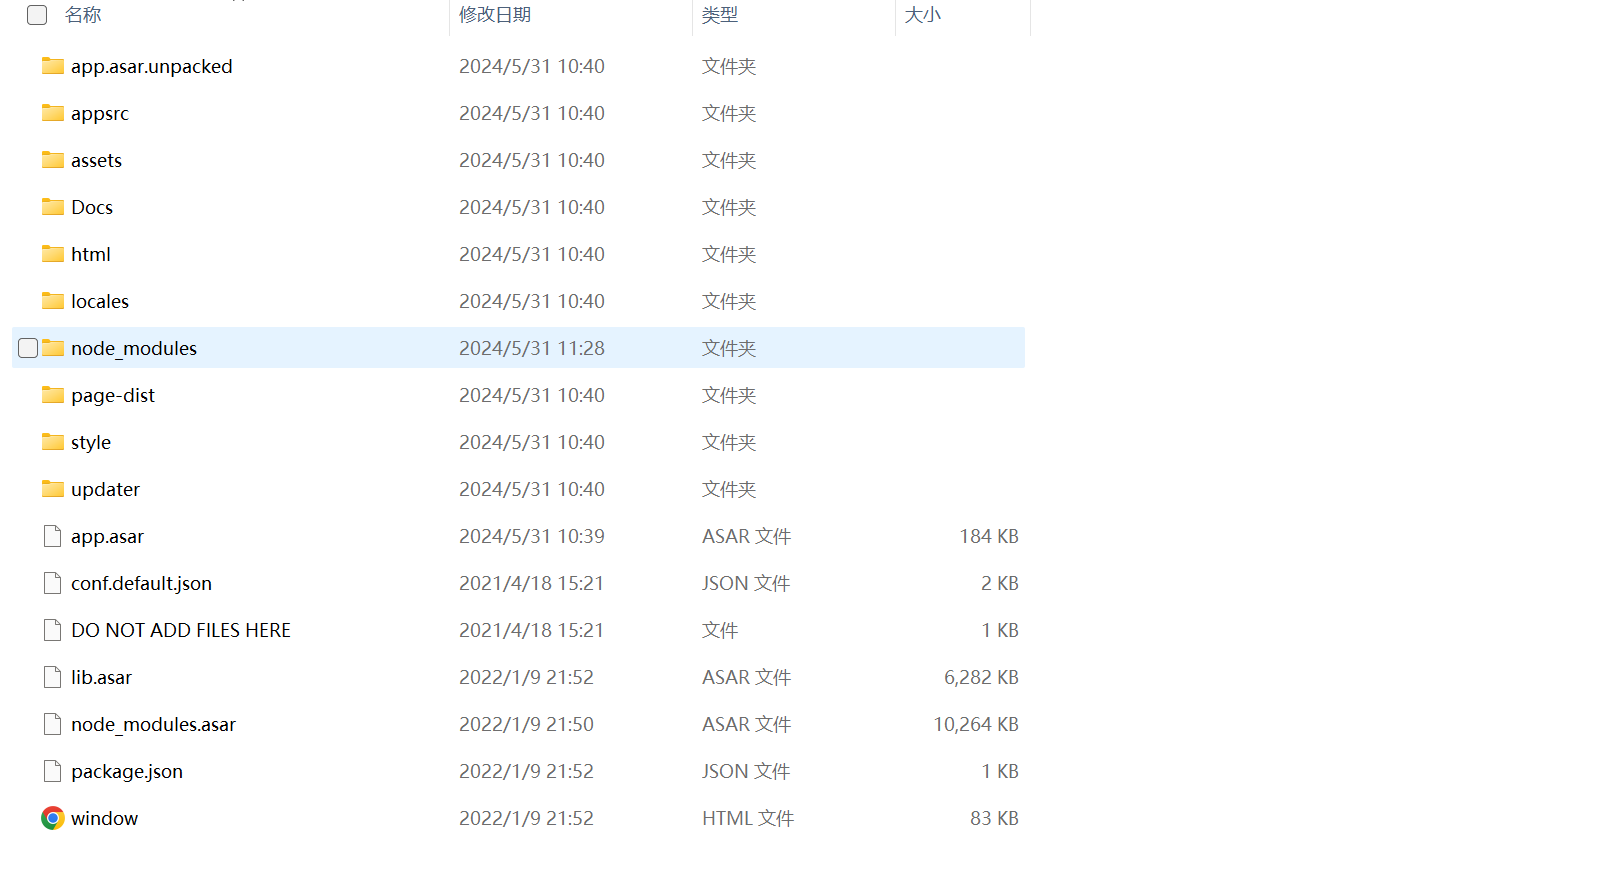 名称 修改日期 类型 大小
app.asar.unpacked 2024/5/31 10:40 文件夹
appsrc 2024/5/31 10:40 文件夹
assets 2024/5/31 10:40 文件夹
Docs 2024/5/31 10:40 文件夹
html 2024/5/31 10:40 文件夹
locales 2024/5/31 10:40 文件夹
node_modules 2024/5/31 11:28 文件夹
page-dist 2024/5/31 10:40 文件夹
style 2024/5/31 10:40 文件夹
updater 2024/5/31 10:40 文件夹
app.asar 2024/5/31 10:39 ASAR 文件 184 KB
conf.default.json 2021/4/18 15:21 JSON 文件 2 KB
DO NOT ADD FILES HERE 2021/4/18 15:21 文件 1 KB
lib.asar 2022/1/9 21:52 ASAR 文件 6,282 KB
node_modules.asar 2022/1/9 21:50 ASAR 文件 10,264 KB
package.json 2022/1/9 21:52 JSON 文件 1 KB
window 2022/1/9 21:52 HTML 文件 83 KB